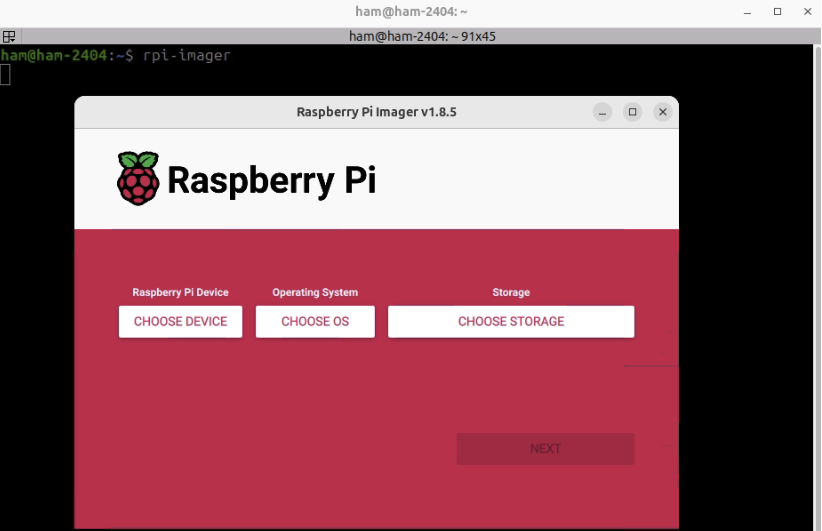 ham@ham-2404: ~
ham@ham-2404: ~ 91x45
ham@ham-2404:~$ rpi-imager
Raspberry Pi Imager v1.8.5
Raspberry Pi
Raspberry Pi Device Operating System Storage
CHOOSE DEVICE CHOOSE OS CHOOSE STORAGE
NEXT